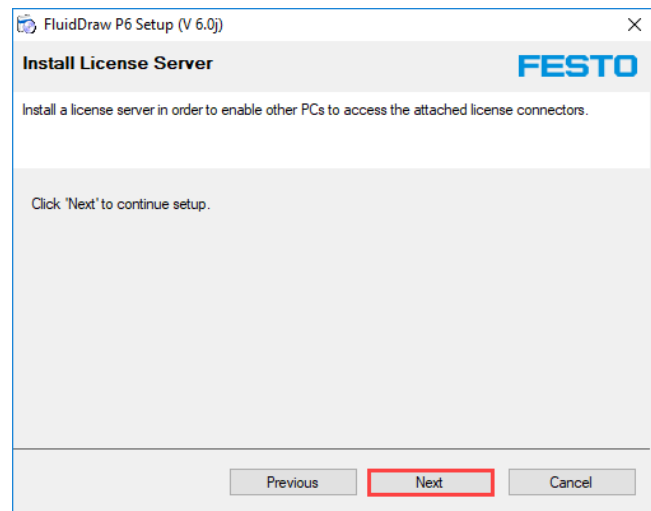 FluidDraw P6 Setup (V 6.0j)
Install License Server
FESTO
Install a license server in order to enable other PCs to access the attached license connectors.
Click 'Next' to continue setup.
Previous
Next
Cancel